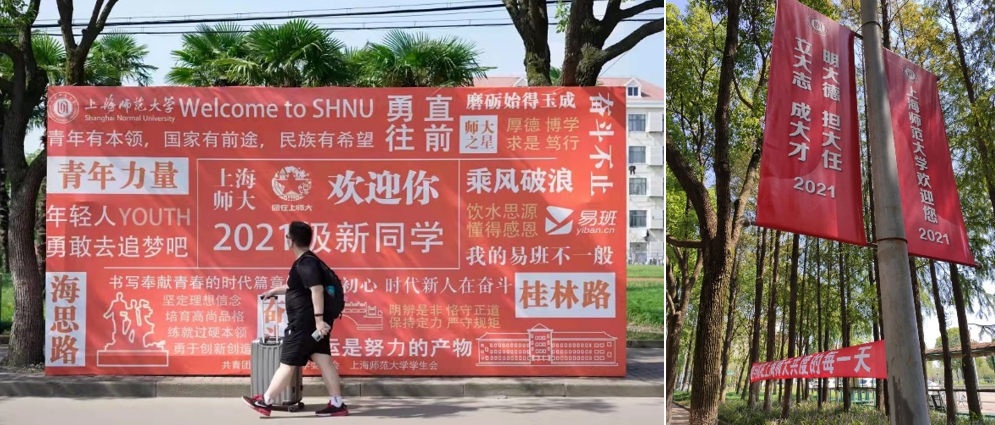 上海师范大学
Shanghai Normal University
Welcome to SHNU
勇往
直前
磨砺始得玉成
奋斗不止
青年有本领，国家有前途，民族有希望
师大之星
厚德 博学
求是 笃行
青年力量
上海
师大
欢迎你
乘风破浪
年轻人YOUTH
勇敢去追梦吧
2021级新同学
饮水思源
懂得感恩
易班
yiban.cn
我的易班不一般
海思路
书写奉献青春的时代篇章
初心 时代新人在奋斗
桂林路
坚定理想信念
培育高尚品格
练就过硬本领
勇于创新创造
明辨是非 恪守正道
保持定力 严守规矩
运是努力的产物
共青团
上海师范大学学生会
明大德 担大任
立大志 成大才
2021
上海师范大学欢迎您
2021
的每一天